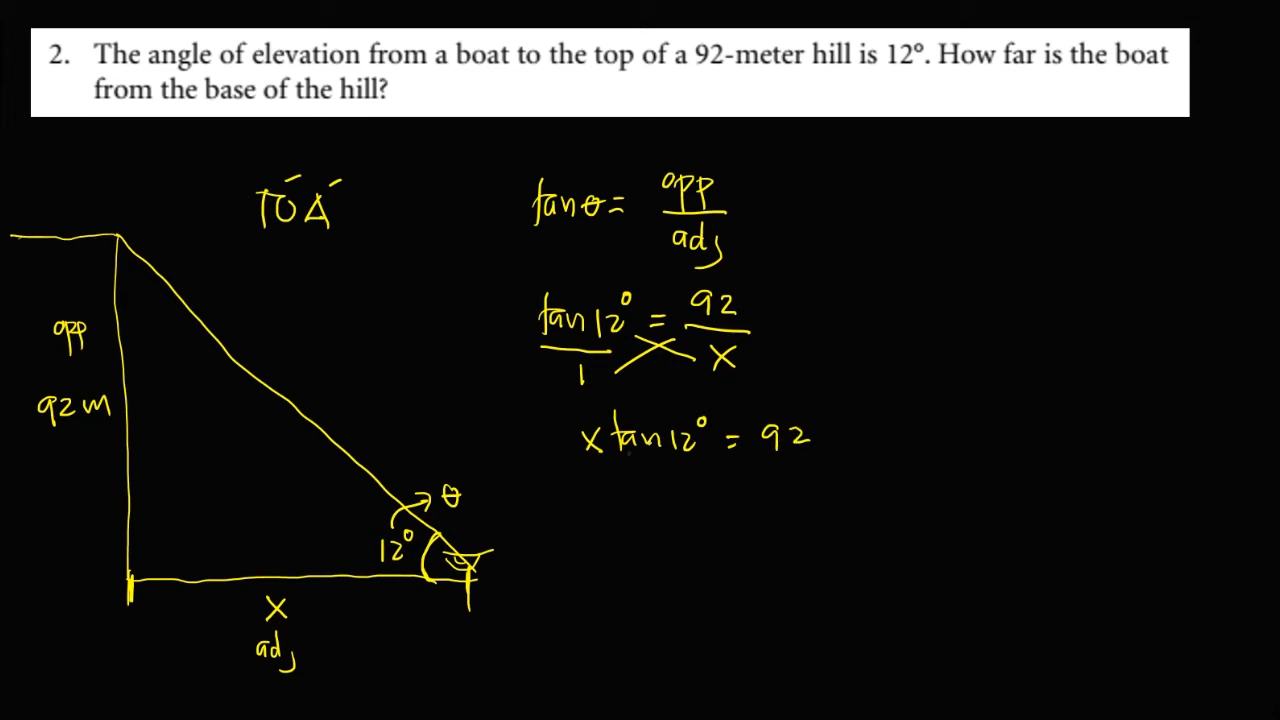 2. The angle of elevation from a boat to the top of a 92-meter hill is 12°. How far is the boat
from the base of the hill?
TOA
tanθ = opp/adj
tan12°/1 = 92/x
x tan12° = 92
opp
92 m
θ
12°
x
adj